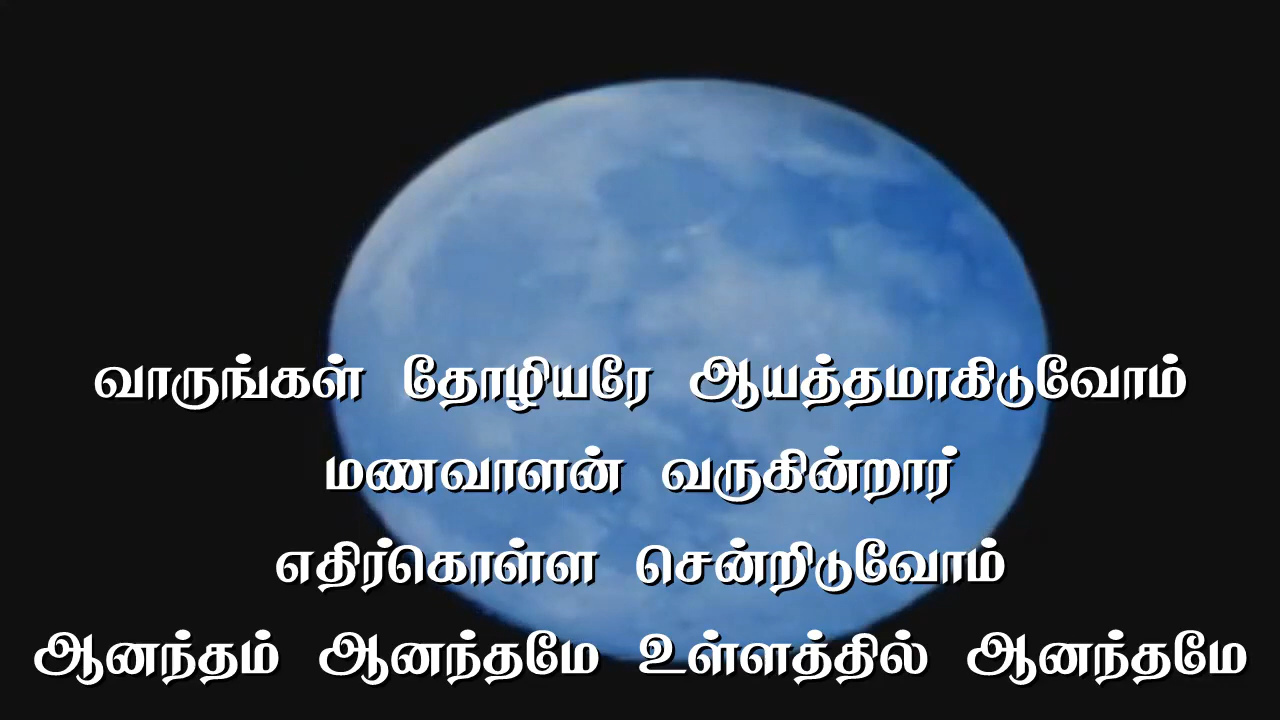 வாருங்கள் தோழியரே ஆயத்தமாகிடுவோம்
மணவாளன் வருகின்றார்
எதிர்கொள்ள சென்றிடுவோம்
ஆனந்தம் ஆனந்தமே உள்ளத்தில் ஆனந்தமே